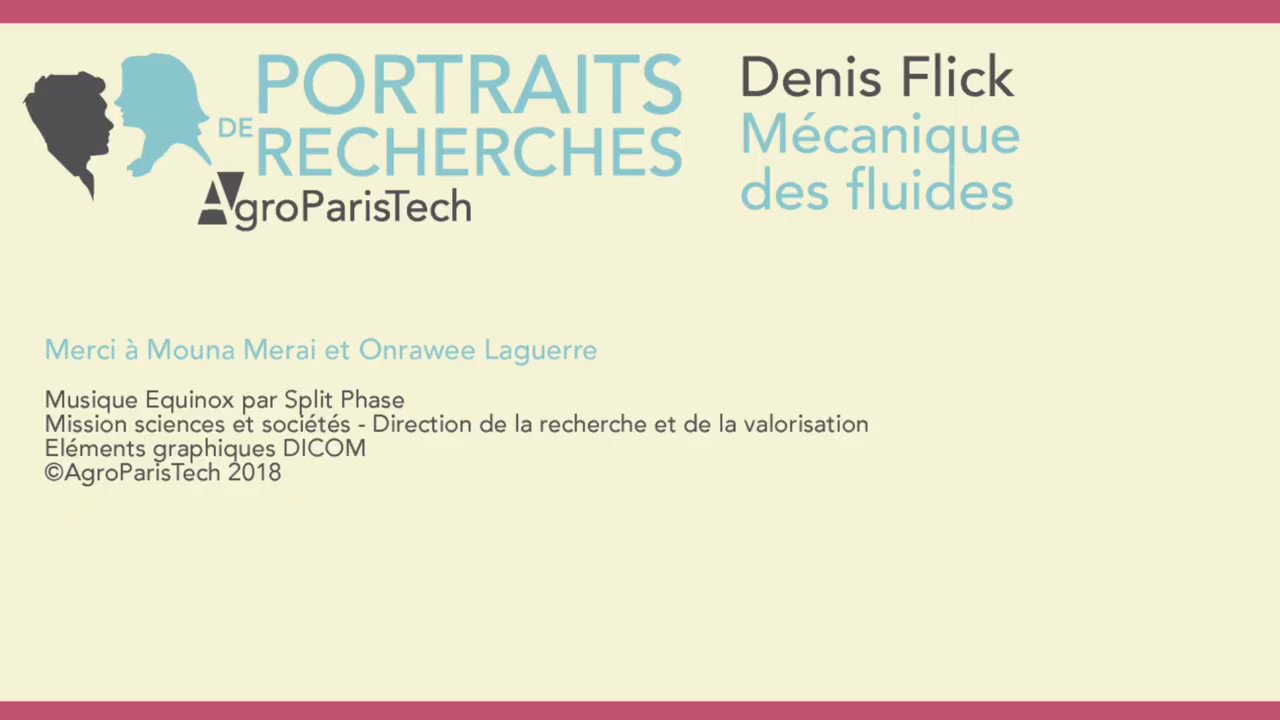 PORTRAITS
DE RECHERCHES
AgroParisTech
Denis Flick
Mécanique
des fluides
Merci à Mouna Merai et Onrawee Laguerre
Musique Equinox par Split Phase
Mission sciences et sociétés - Direction de la recherche et de la valorisation
Eléments graphiques DICOM
©AgroParisTech 2018